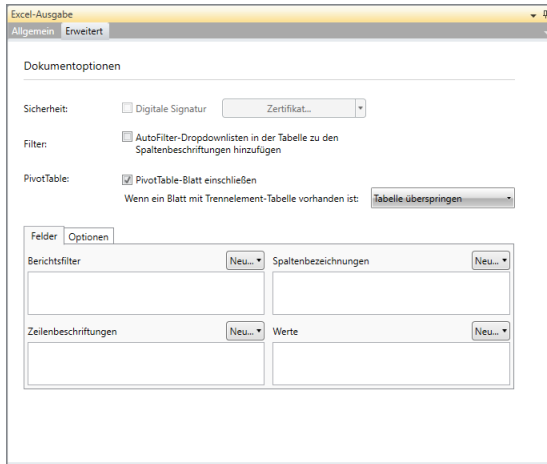 Excel-Ausgabe
Allgemein Erweitert
Dokumentoptionen
Sicherheit: Digitale Signatur Zertifikat...
Filter: AutoFilter-Dropdownlisten in der Tabelle zu den
Spaltenbeschriftungen hinzufügen
PivotTable: PivotTable-Blatt einschließen
Wenn ein Blatt mit Trennelement-Tabelle vorhanden ist: Tabelle überspringen
Felder Optionen
Berichtsfilter Neu... Spaltenbezeichnungen Neu...
Zeilenbeschriftungen Neu... Werte Neu...